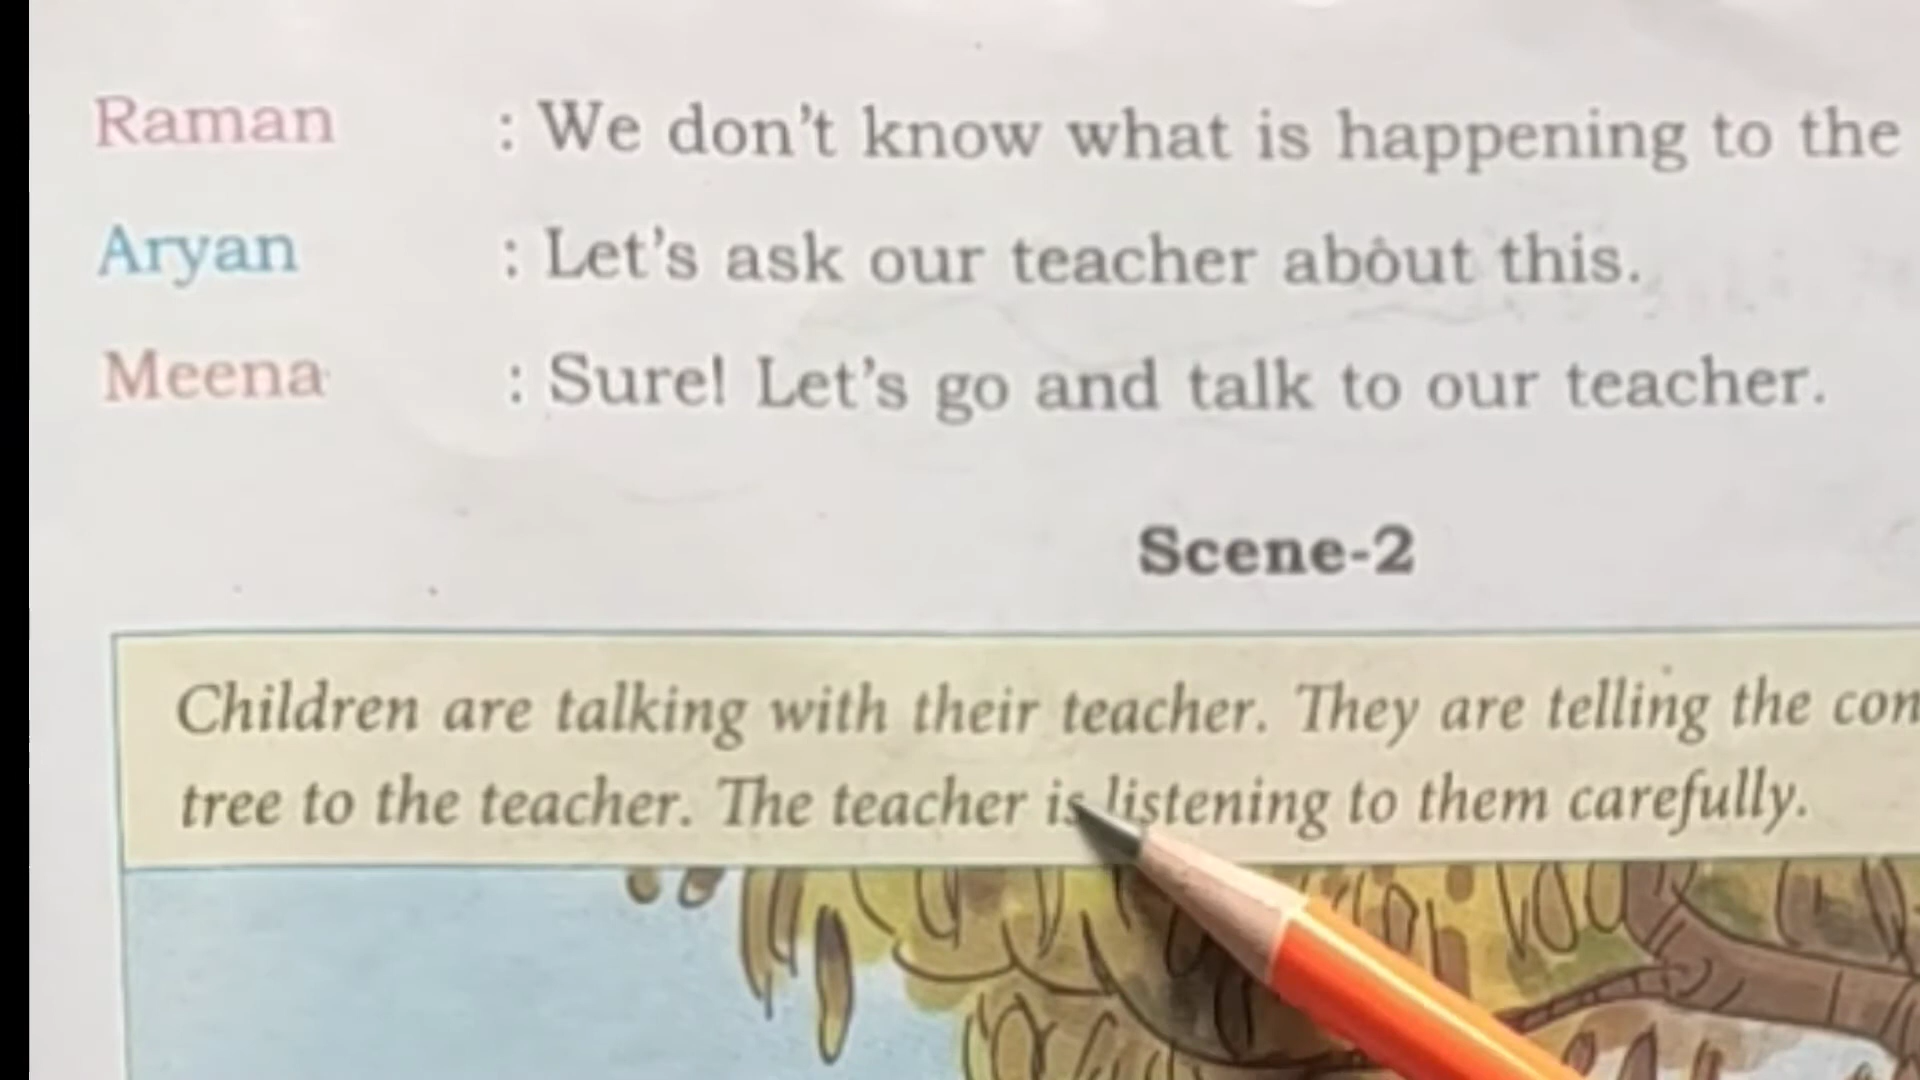 Raman : We don't know what is happening to the
Aryan : Let's ask our teacher about this.
Meena : Sure! Let's go and talk to our teacher.
Scene-2
Children are talking with their teacher. They are telling the con
tree to the teacher. The teacher is listening to them carefully.